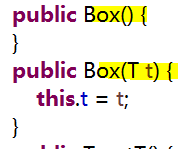 public Box() {
}
public Box(T t) {
this.t = t;
}